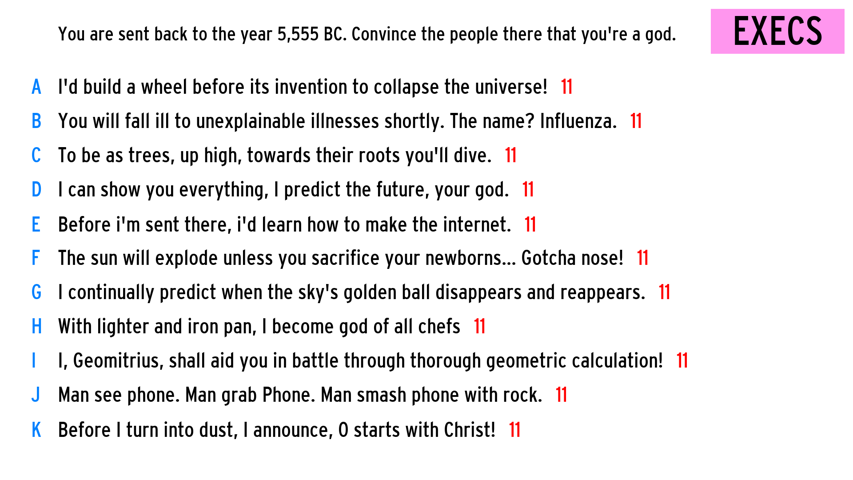 You are sent back to the year 5,555 BC. Convince the people there that you're a god.
EXECS
A I'd build a wheel before its invention to collapse the universe! 11
B You will fall ill to unexplainable illnesses shortly. The name? Influenza. 11
C To be as trees, up high, towards their roots you'll dive. 11
D I can show you everything, I predict the future, your god. 11
E Before i'm sent there, i'd learn how to make the internet. 11
F The sun will explode unless you sacrifice your newborns... Gotcha nose! 11
G I continually predict when the sky's golden ball disappears and reappears. 11
H With lighter and iron pan, I become god of all chefs 11
I I, Geomitrius, shall aid you in battle through thorough geometric calculation! 11
J Man see phone. Man grab Phone. Man smash phone with rock. 11
K Before I turn into dust, I announce, 0 starts with Christ! 11